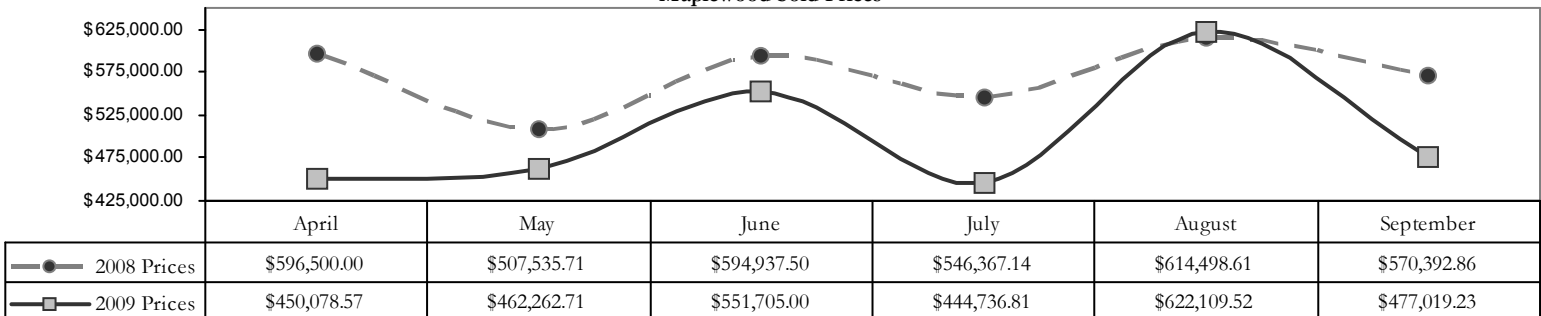 Maplewood Sold Prices
$625,000.00
$575,000.00
$525,000.00
$475,000.00
$425,000.00
April May June July August September
2008 Prices $596,500.00 $507,535.71 $594,937.50 $546,367.14 $614,498.61 $570,392.86
2009 Prices $450,078.57 $462,262.71 $551,705.00 $444,736.81 $622,109.52 $477,019.23